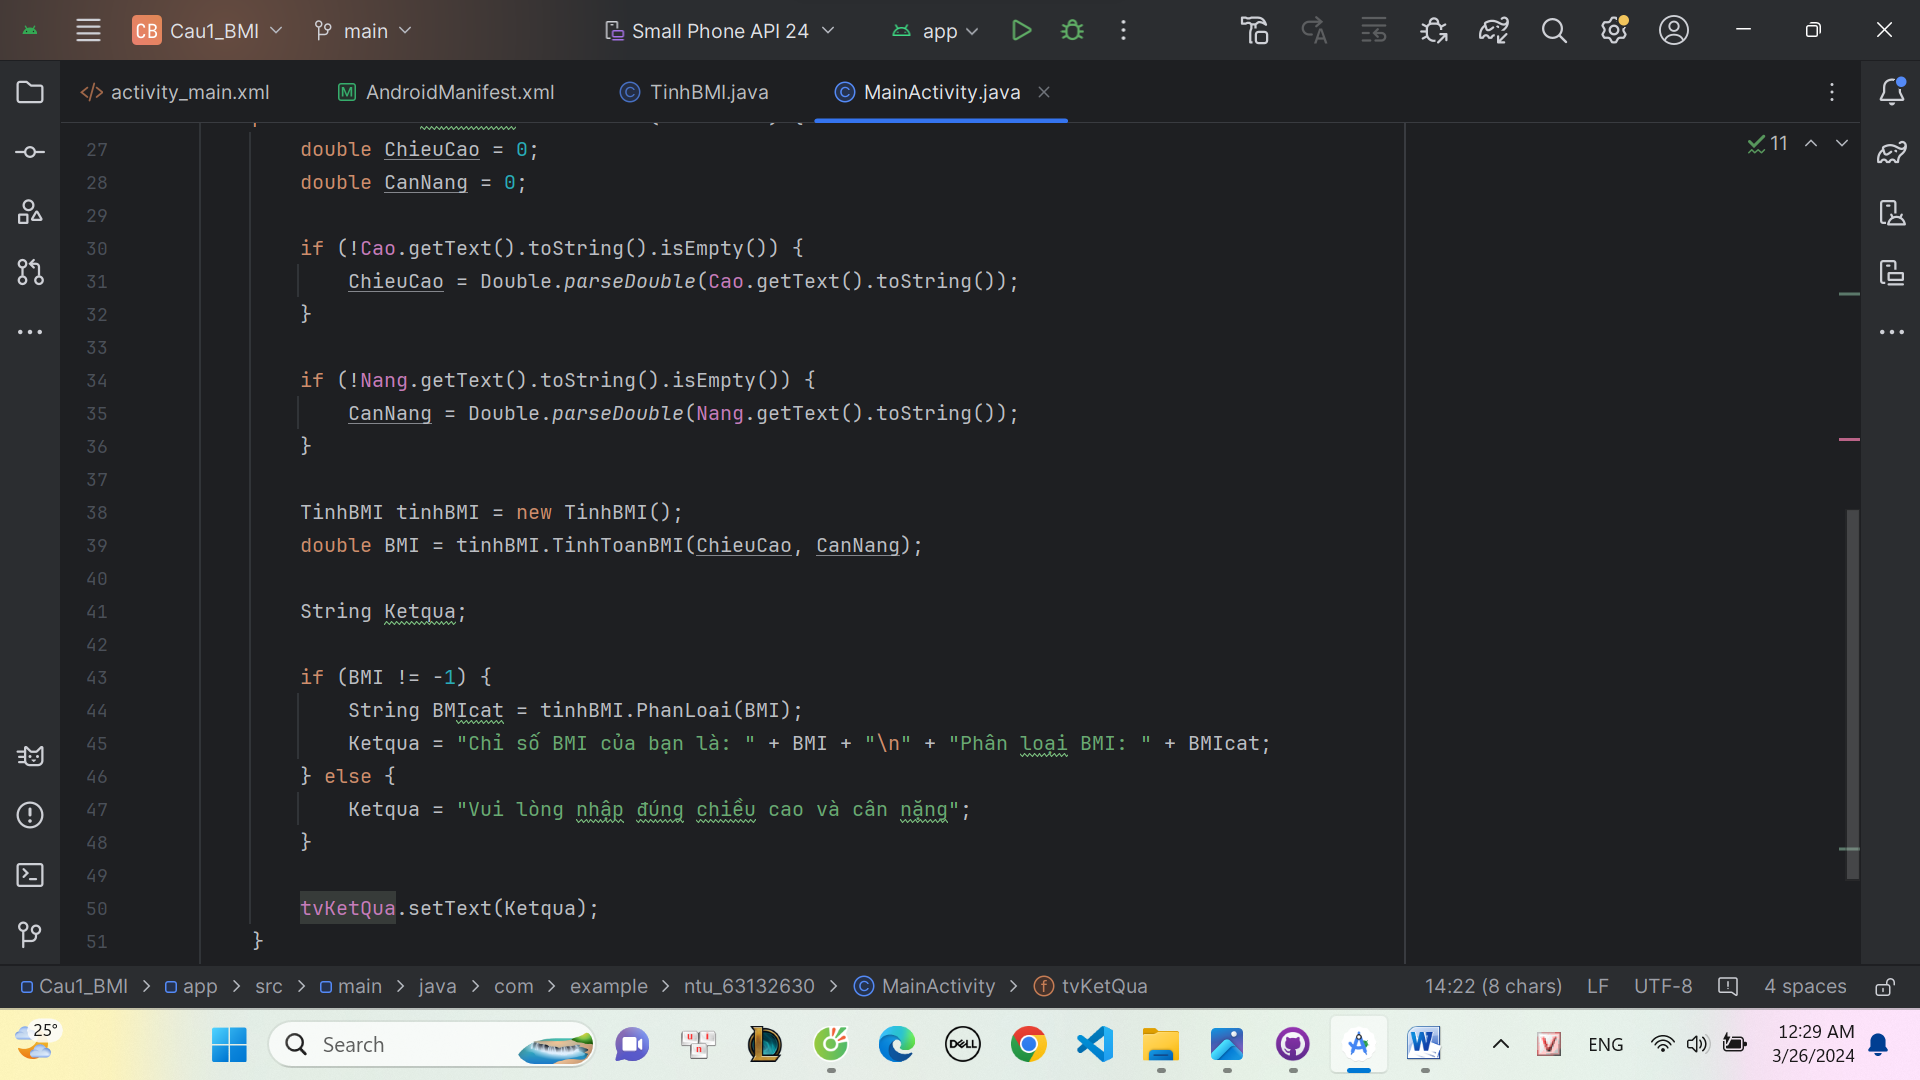 CB Cau1_BMI main Small Phone API 24 app
activity_main.xml AndroidManifest.xml TinhBMI.java MainActivity.java
11
27 double ChieuCao = 0;
28 double CanNang = 0;
29
30 if (!Cao.getText().toString().isEmpty()) {
31 ChieuCao = Double.parseDouble(Cao.getText().toString());
32 }
33
34 if (!Nang.getText().toString().isEmpty()) {
35 CanNang = Double.parseDouble(Nang.getText().toString());
36 }
37
38 TinhBMI tinhBMI = new TinhBMI();
39 double BMI = tinhBMI.TinhToanBMI(ChieuCao, CanNang);
40
41 String Ketqua;
42
43 if (BMI != -1) {
44 String BMIcat = tinhBMI.PhanLoai(BMI);
45 Ketqua = "Chỉ số BMI của bạn là: " + BMI + "\n" + "Phân loại BMI: " + BMIcat;
46 } else {
47 Ketqua = "Vui lòng nhập đúng chiều cao và cân nặng";
48 }
49
50 tvKetQua.setText(Ketqua);
51 }
Cau1_BMI > app > src > main > java > com > example > ntu_63132630 > MainActivity > tvKetQua 14:22 (8 chars) LF UTF-8 4 spaces
25° Search DELL ENG 12:29 AM
3/26/2024